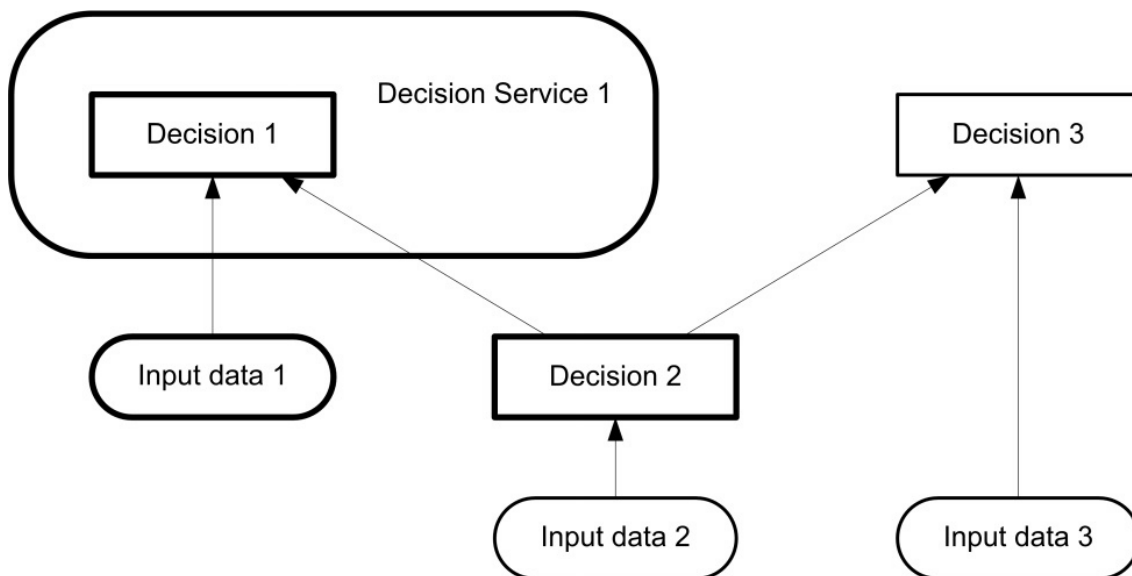 Decision Service 1
Decision 1
Decision 3
Input data 1
Decision 2
Input data 2
Input data 3